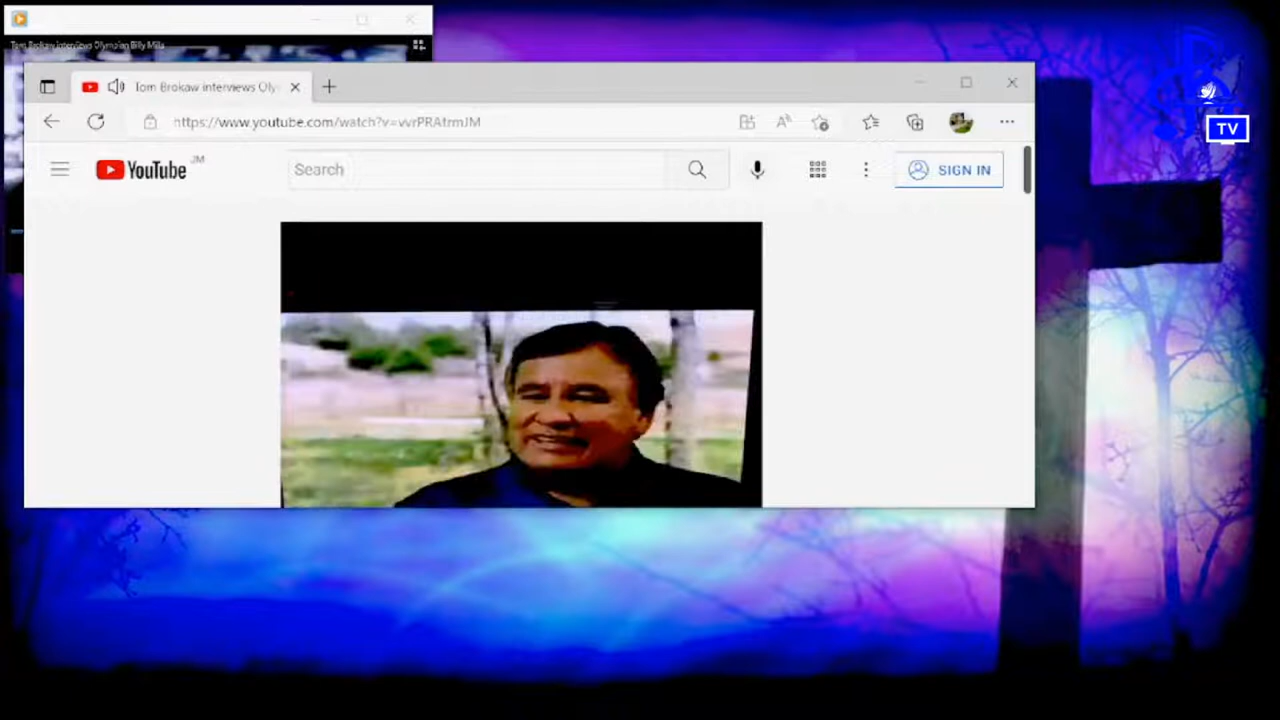 Tom Brokaw interviews Olympian Billy Mills
Tom Brokaw interviews Oly
https://www.youtube.com/watch?v=vvrPRAtrmJM
YouTube JM
Search
SIGN IN
TV